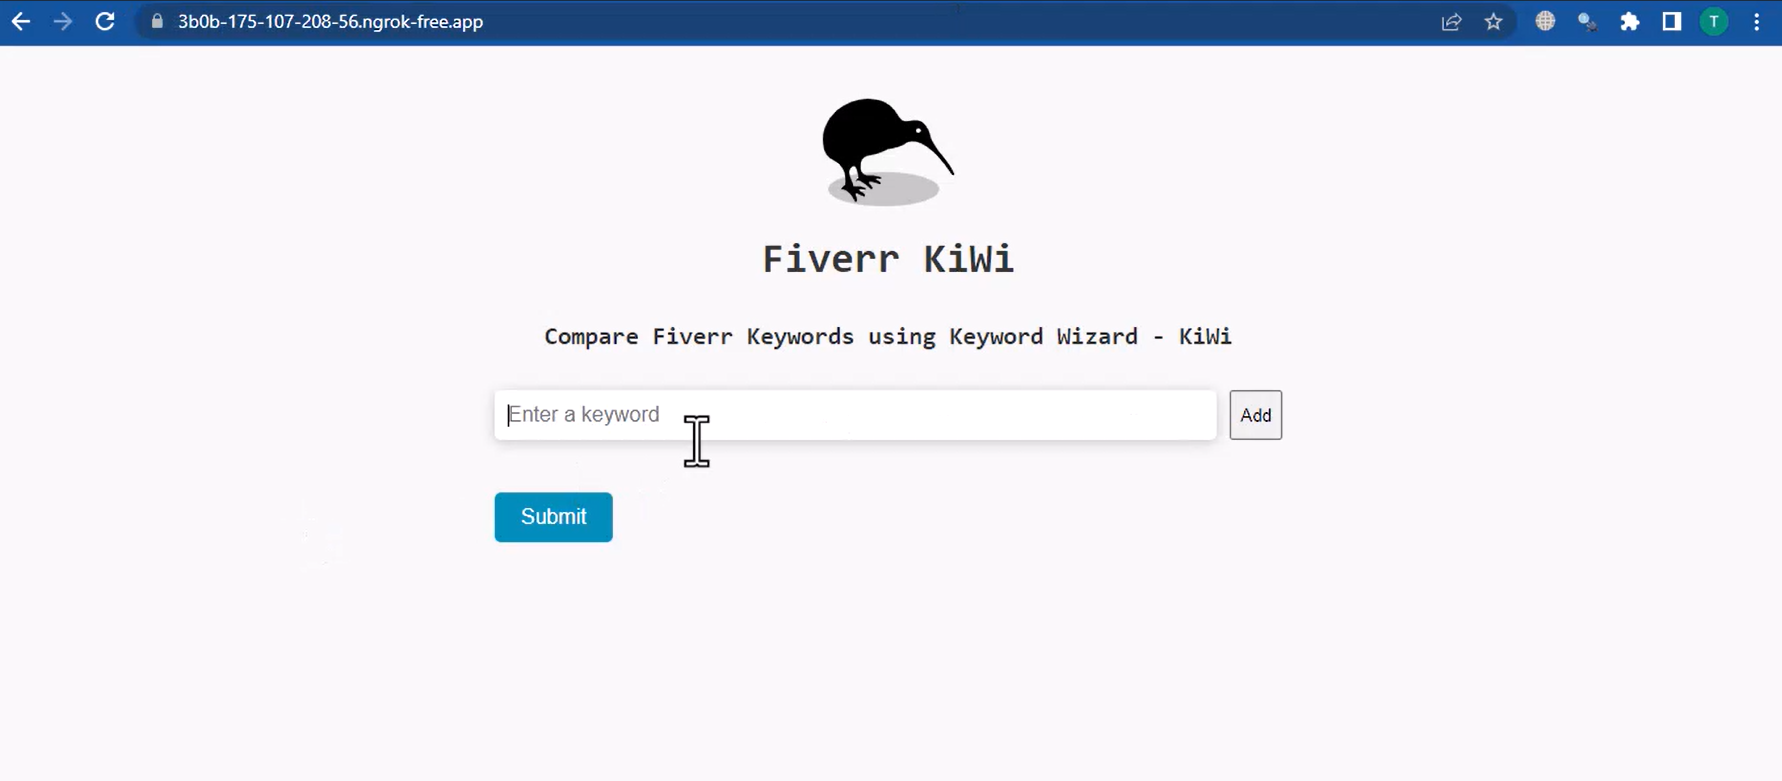 3b0b-175-107-208-56.ngrok-free.app
T
Fiverr KiWi
Compare Fiverr Keywords using Keyword Wizard - KiWi
Enter a keyword
Add
Submit